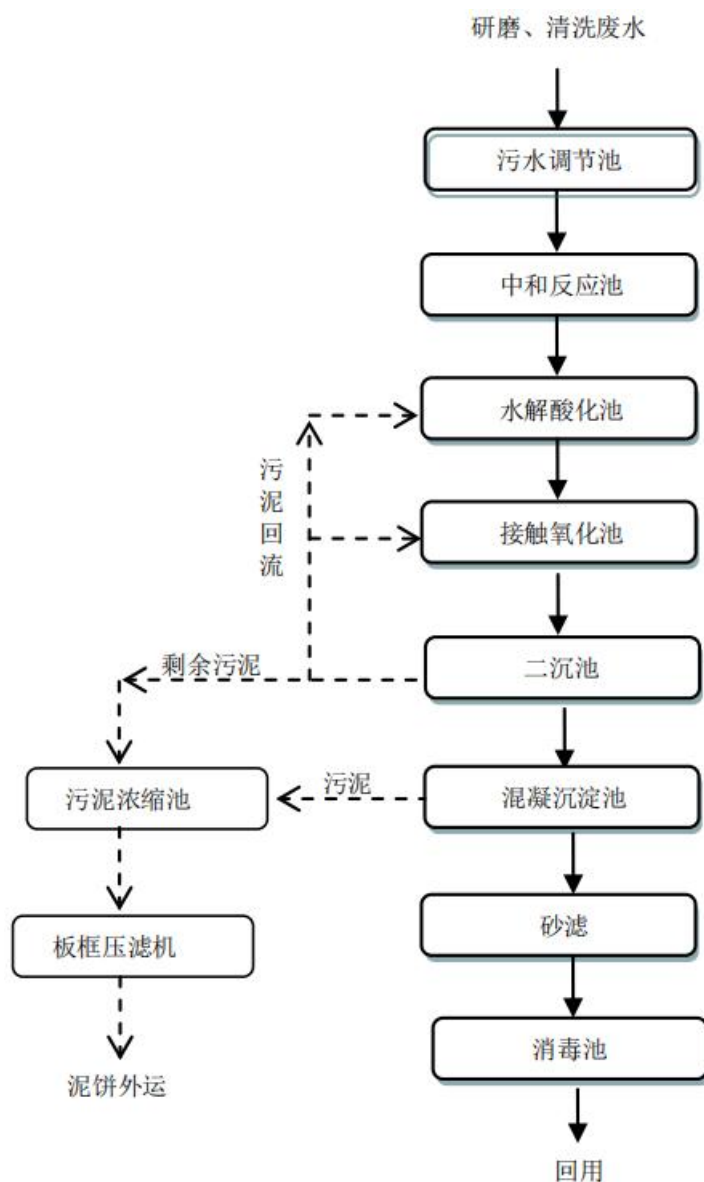 研磨、清洗废水
污水调节池
中和反应池
水解酸化池
污泥回流
接触氧化池
剩余污泥
二沉池
污泥浓缩池
污泥
混凝沉淀池
板框压滤机
砂滤
消毒池
泥饼外运
回用